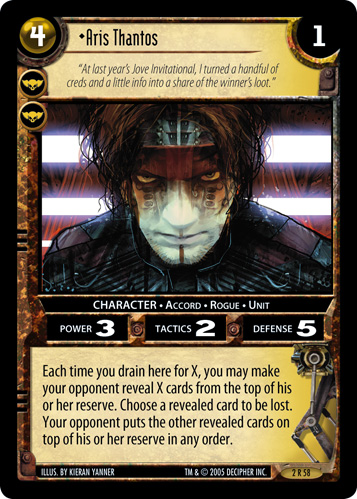 4 •Aris Thantos 1
"At last year's Jove Invitational, I turned a handful of
creds and a little info into a share of the winner's loot."
CHARACTER • ACCORD • ROGUE • UNIT
POWER 3 TACTICS 2 DEFENSE 5
Each time you drain here for X, you may make
your opponent reveal X cards from the top of his
or her reserve. Choose a revealed card to be lost.
Your opponent puts the other revealed cards on
top of his or her reserve in any order.
ILLUS. BY KIERAN YANNER TM & © 2005 DECIPHER INC. 2 R 58